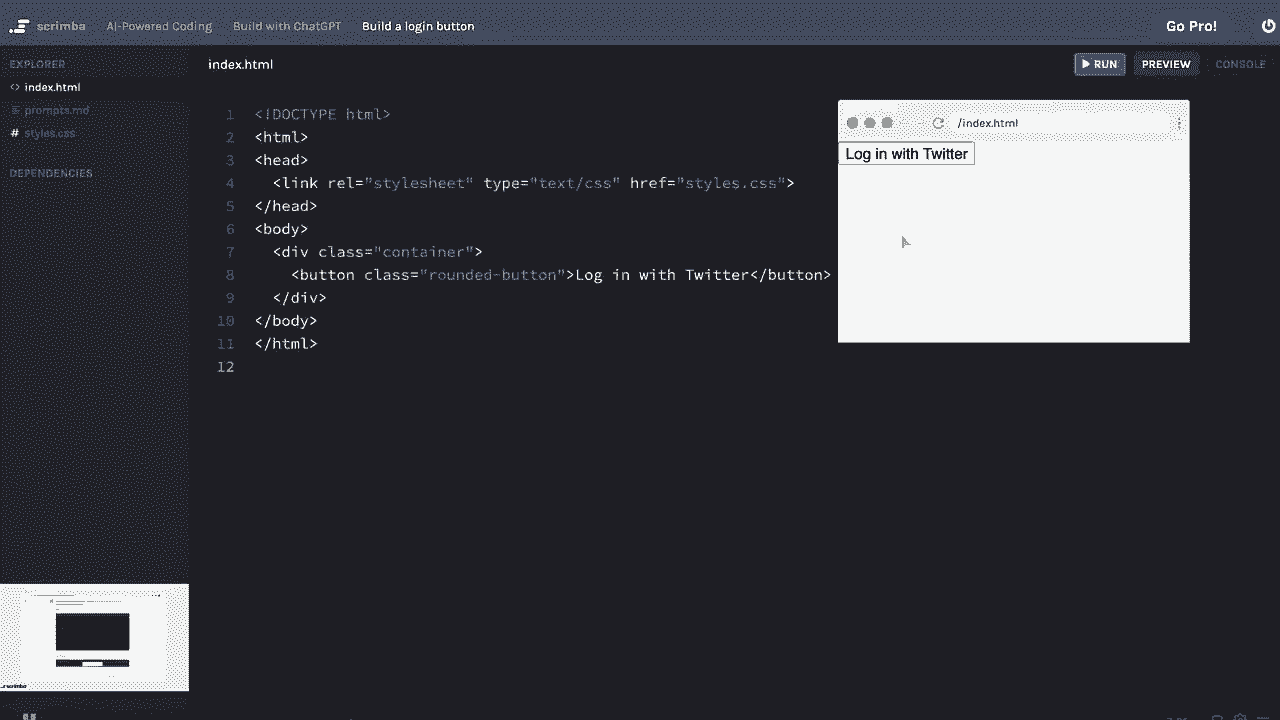 scrimba AI-Powered Coding Build with ChatGPT Build a login button Go Pro!
EXPLORER
index.html
prompts.md
styles.css
DEPENDENCIES
index.html
RUN PREVIEW CONSOLE
1 <!DOCTYPE html>
2 <html>
3 <head>
4 <link rel="stylesheet" type="text/css" href="styles.css">
5 </head>
6 <body>
7 <div class="container">
8 <button class="rounded-button">Log in with Twitter</button>
9 </div>
10 </body>
11 </html>
12
/index.html
Log in with Twitter